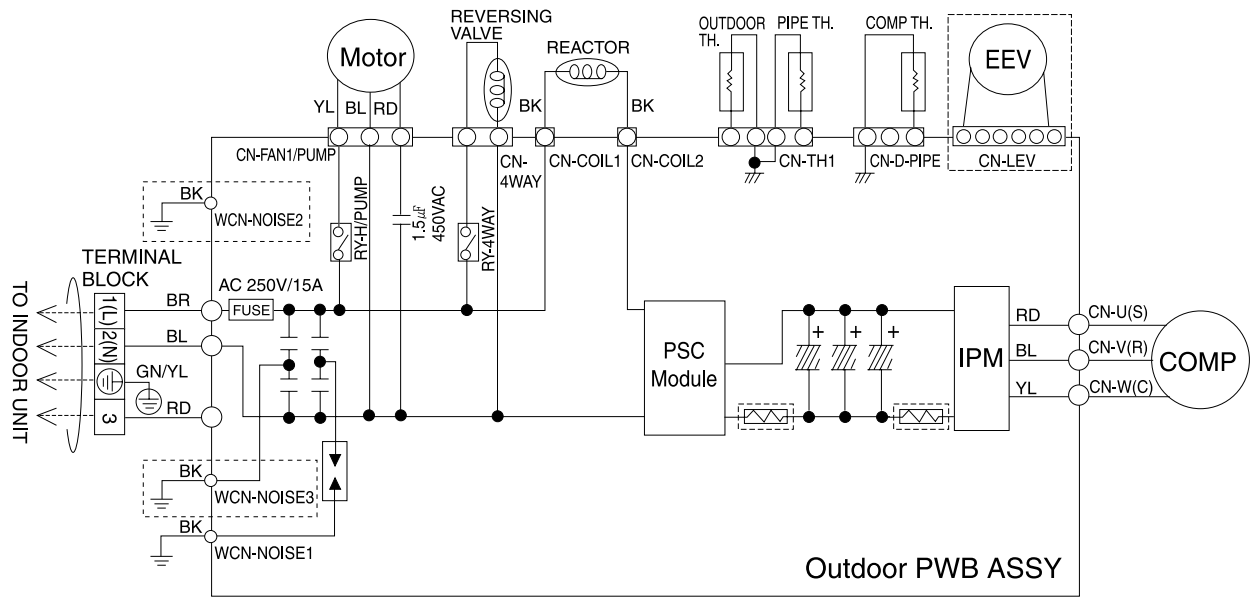 REVERSING
VALVE
REACTOR
OUTDOOR
TH.
PIPE TH.
COMP TH.
EEV
Motor
YL BL RD
BK
BK
CN-FAN1/PUMP
CN-
4WAY
CN-COIL1
CN-COIL2
CN-TH1
CN-D-PIPE
CN-LEV
BK
WCN-NOISE2
RY-H/PUMP
1.5µF
450VAC
RY-4WAY
TERMINAL
BLOCK
AC 250V/15A
TO INDOOR UNIT
1(L)
BR
FUSE
2(N)
BL
GN/YL
3
RD
PSC
Module
+
+
+
IPM
RD
CN-U(S)
BL
CN-V(R)
YL
CN-W(C)
COMP
BK
WCN-NOISE3
BK
WCN-NOISE1
Outdoor PWB ASSY